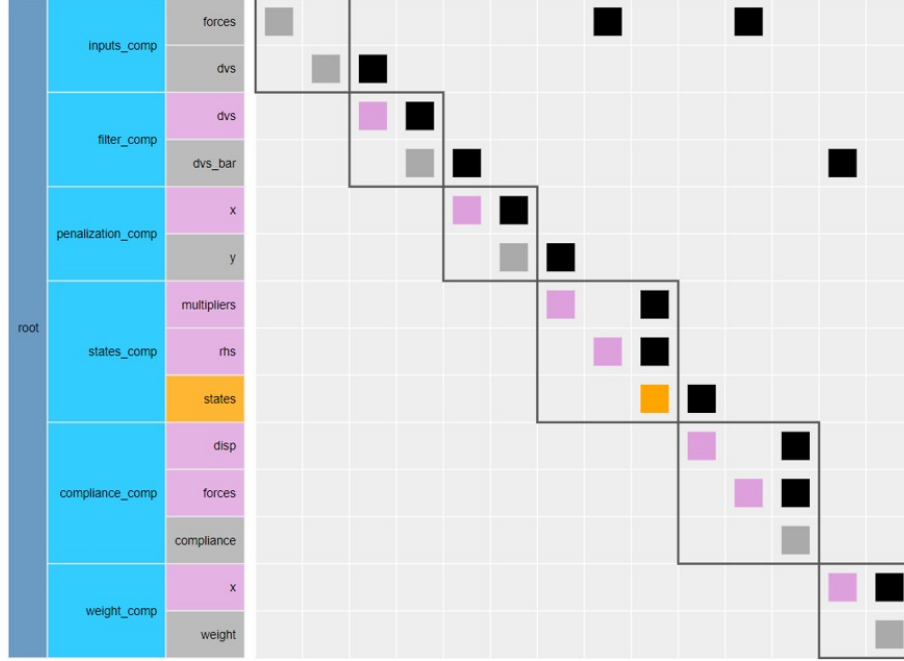 root
inputs_comp
forces
dvs
filter_comp
dvs
dvs_bar
penalization_comp
x
y
states_comp
multipliers
rhs
states
compliance_comp
disp
forces
compliance
weight_comp
x
weight